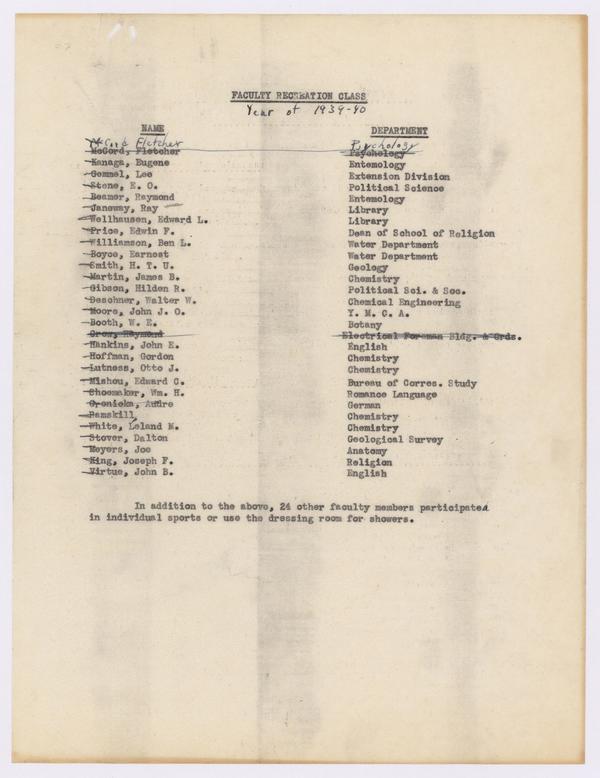 FACULTY RECREATION CLASS
Year of 1939-40
NAME DEPARTMENT
McCord Fletcher Psychology
McCord, Fletcher Psychology
Kanaga, Eugene Entemology
Gemmel, Lee Extension Division
Stene, E. O. Political Science
Beamer, Raymond Entemology
Janeway, Ray Library
Wellhausen, Edward L. Library
Price, Edwin F. Dean of School of Religion
Williamson, Ben L. Water Department
Boyce, Earnest Water Department
Smith, H. T. U. Geology
Martin, James B. Chemistry
Gibson, Hilden R. Political Sci. & Soc.
Deschner, Walter W. Chemical Engineering
Moore, John J. O. Y. M. C. A.
Booth, W. E. Botany
Crow, Raymond Electrical Foreman Bldg. & Grds.
Hankins, John E. English
Hoffman, Gordon Chemistry
Lutness, Otto J. Chemistry
Mishou, Edward C. Bureau of Corres. Study
Shoemaker, Wm. H. Romance Language
Cronicka, Andre German
Ramskill, Chemistry
White, Leland M. Chemistry
Stover, Dalton Geological Survey
Meyers, Joe Anatomy
King, Joseph F. Religion
Virtue, John B. English
In addition to the above, 24 other faculty members participated
in individual sports or use the dressing room for showers.